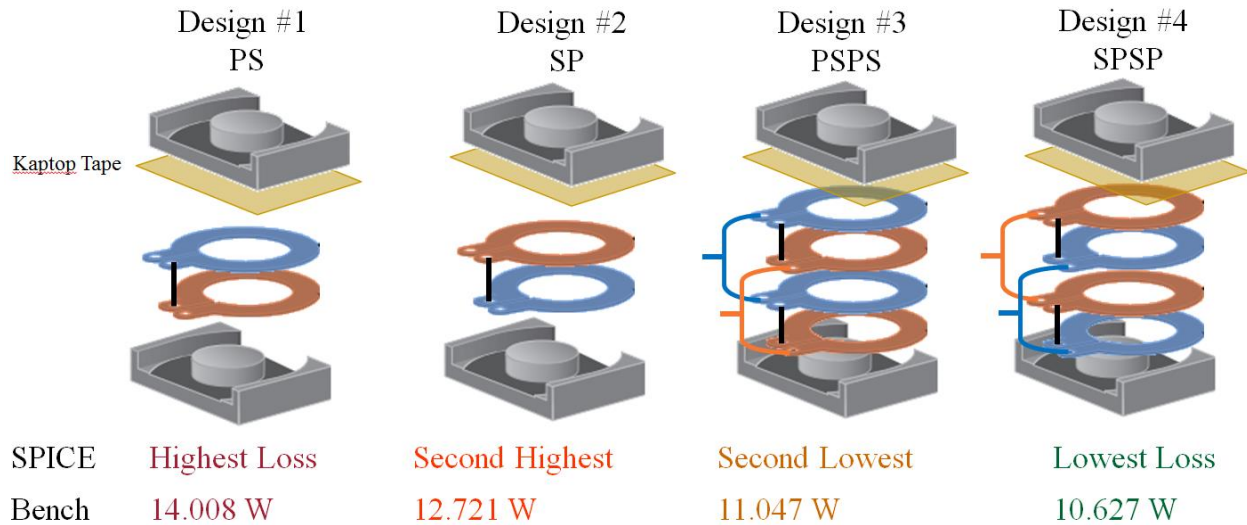 Design #1 Design #2 Design #3 Design #4
PS SP PSPS SPSP
Kaptop Tape
SPICE Highest Loss Second Highest Second Lowest Lowest Loss
Bench 14.008 W 12.721 W 11.047 W 10.627 W